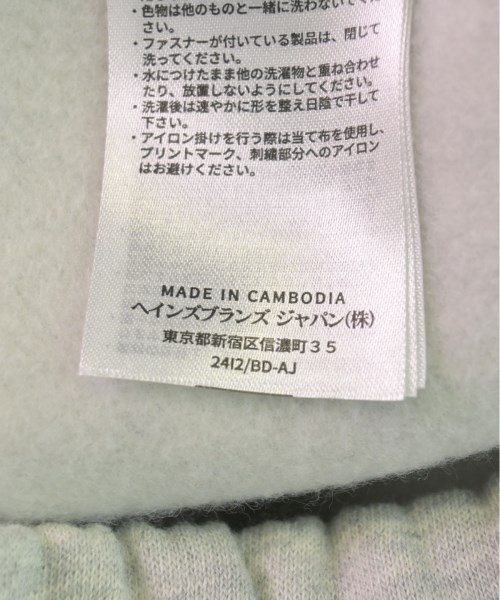 ・色物は他のものと一緒に洗わないでくだ
さい。
・ファスナーが付いている製品は、閉じて
洗ってください。
・水につけたまま他の洗濯物と重ね合わせ
たり、放置しないようにしてください。
・洗濯後は速やかに形を整え日陰で干して
下さい。
・アイロン掛けを行う際は当て布を使用し、
プリントマーク、刺繍部分へのアイロン
はお避けください。
MADE IN CAMBODIA
ヘインズブランズ ジャパン(株)
東京都新宿区信濃町35
2412/BD-AJ